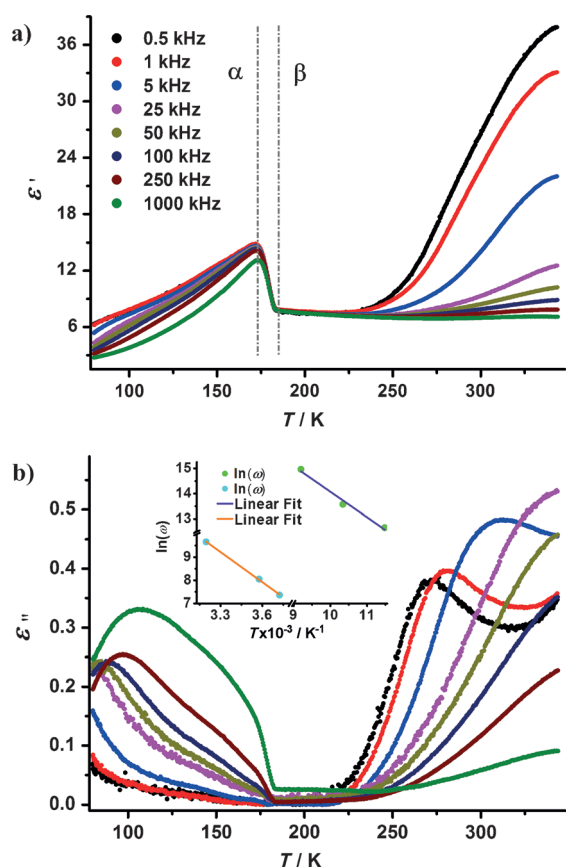 a)
36
30
24
18
12
6
ε'
0.5 kHz
1 kHz
5 kHz
25 kHz
50 kHz
100 kHz
250 kHz
1000 kHz
α
β
100 150 200 250 300
T / K
b)
0.5
0.4
0.3
0.2
0.1
0.0
ε''
15
14
13
10
9
8
7
ln(ω)
ln(ω)
ln(ω)
Linear Fit
Linear Fit
3.3 3.6 9 10 11
T×10⁻³ / K⁻¹
100 150 200 250 300
T / K